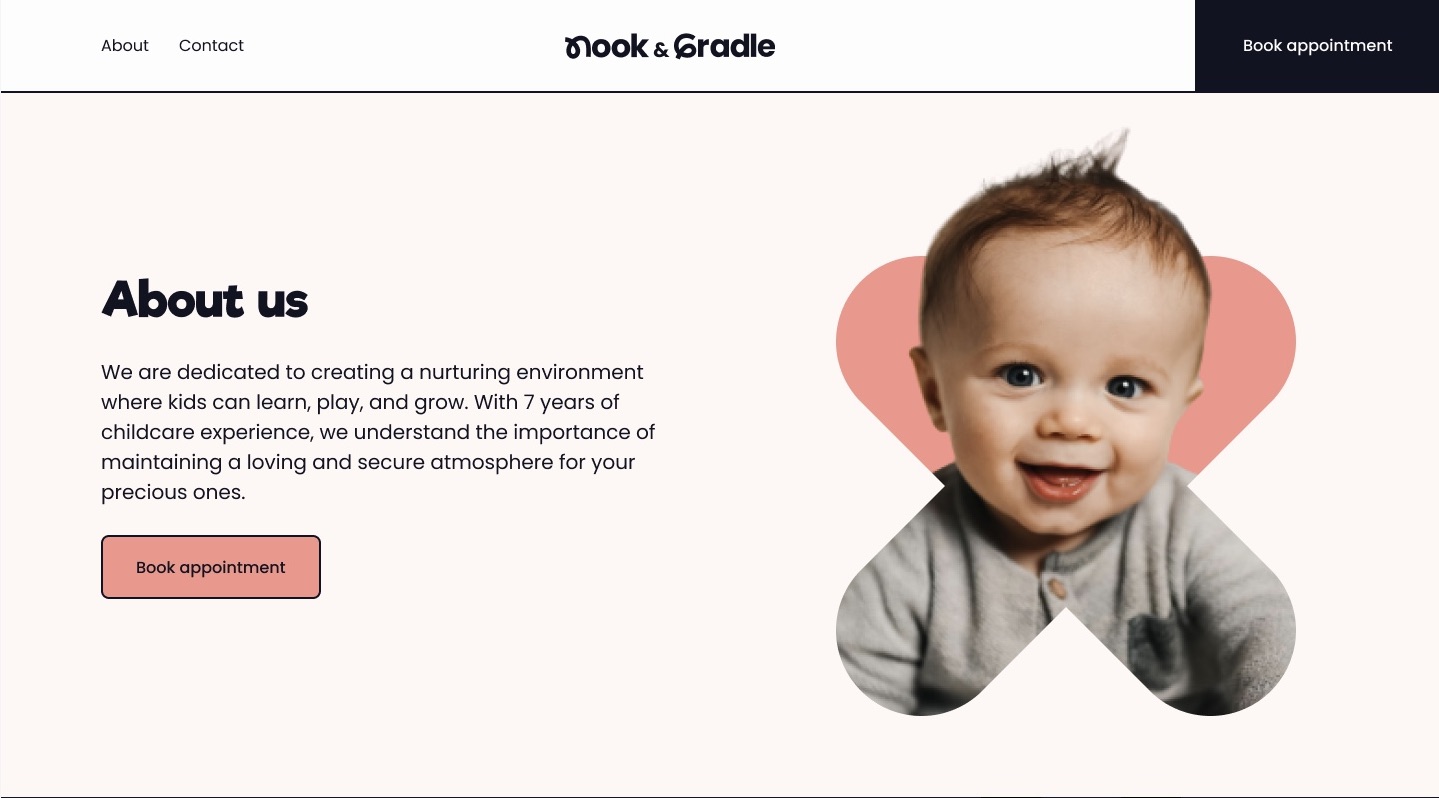 About Contact Nook & Cradle Book appointment
About us
We are dedicated to creating a nurturing environment
where kids can learn, play, and grow. With 7 years of
childcare experience, we understand the importance of
maintaining a loving and secure atmosphere for your
precious ones.
Book appointment